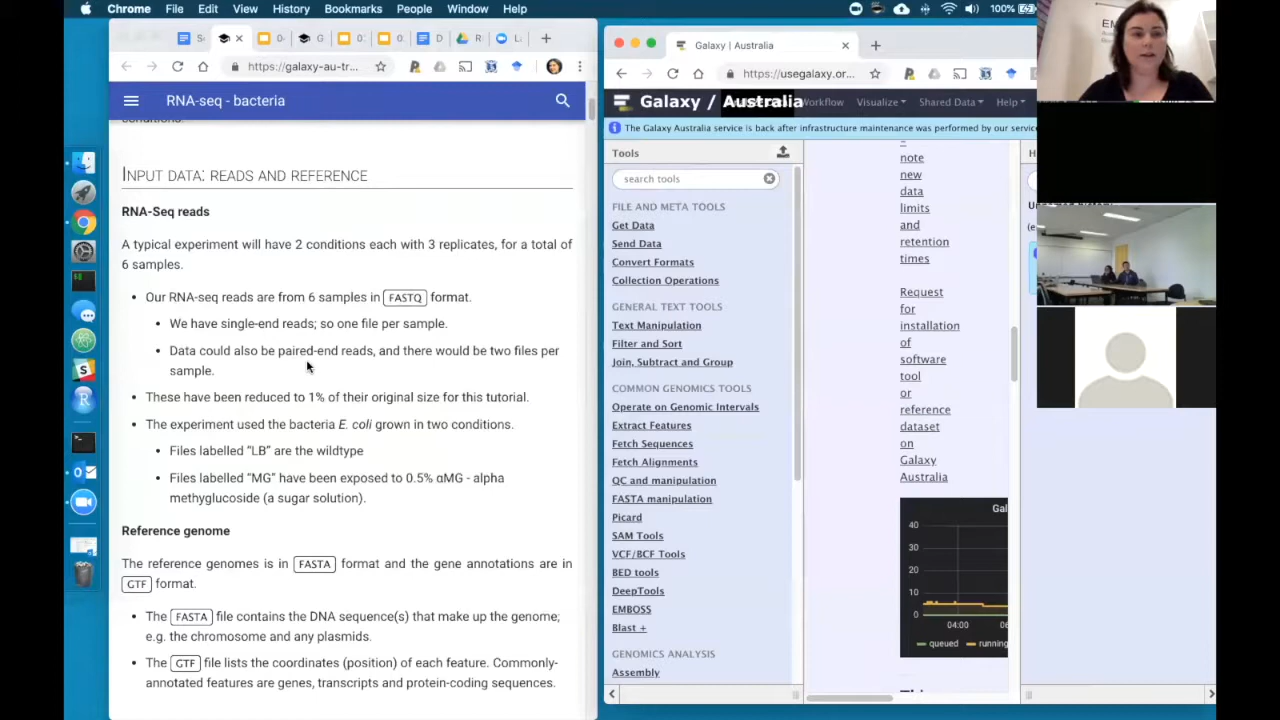 Chrome File Edit View History Bookmarks People Window Help 100%
https://galaxy-au-tr...
RNA-seq - bacteria
conditions.
INPUT DATA: READS AND REFERENCE
RNA-Seq reads
A typical experiment will have 2 conditions each with 3 replicates, for a total of
6 samples.
Our RNA-seq reads are from 6 samples in FASTQ format.
We have single-end reads; so one file per sample.
Data could also be paired-end reads, and there would be two files per
sample.
These have been reduced to 1% of their original size for this tutorial.
The experiment used the bacteria E. coli grown in two conditions.
Files labelled “LB” are the wildtype
Files labelled “MG” have been exposed to 0.5% αMG - alpha
methyglucoside (a sugar solution).
Reference genome
The reference genomes is in FASTA format and the gene annotations are in
GTF format.
The FASTA file contains the DNA sequence(s) that make up the genome;
e.g. the chromosome and any plasmids.
The GTF file lists the coordinates (position) of each feature. Commonly-
annotated features are genes, transcripts and protein-coding sequences.
Galaxy | Australia
https://usegalaxy.or...
Galaxy / Australia Workflow Visualize Shared Data Help
The Galaxy Australia service is back after infrastructure maintenance was performed by our service
Tools
search tools
FILE AND META TOOLS
Get Data
Send Data
Convert Formats
Collection Operations
GENERAL TEXT TOOLS
Text Manipulation
Filter and Sort
Join, Subtract and Group
COMMON GENOMICS TOOLS
Operate on Genomic Intervals
Extract Features
Fetch Sequences
Fetch Alignments
QC and manipulation
FASTA manipulation
Picard
SAM Tools
VCF/BCF Tools
BED tools
DeepTools
EMBOSS
Blast +
GENOMICS ANALYSIS
Assembly
–
note
new
data
limits
and
retention
times
Request
for
installation
of
software
tool
or
reference
dataset
on
Galaxy
Australia
Gal
40
30
20
10
0
04:00 06
queued running
H
EM